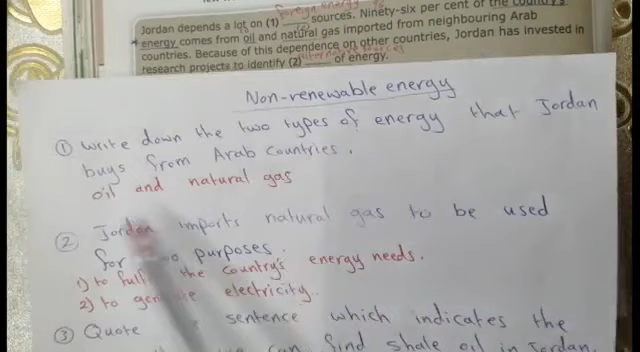 foreign energy
Jordan depends a lot on (1) sources. Ninety-six per cent of the country's
energy comes from oil and natural gas imported from neighbouring Arab
countries. Because of this dependence on other countries, Jordan has invested in
research projects to identify (2) of energy.
Non-renewable energy
① Write down the two types of energy that Jordan
buys from Arab Countries.
oil and natural gas
② Jordan imports natural gas to be used
for purposes.
1) to the country's energy needs.
2) to electricity.
③ Quote sentence which indicates the
can find shale oil in Jordan.